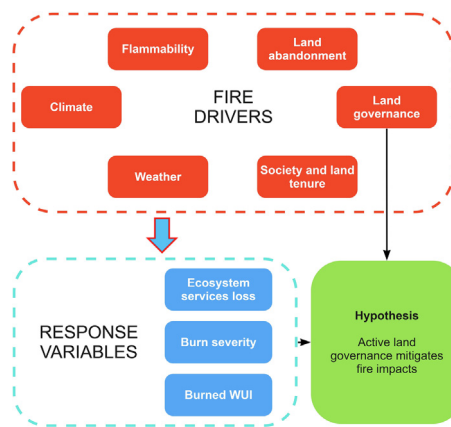 Flammability
Land
abandonment
Climate
FIRE
DRIVERS
Land
governance
Weather
Society and land
tenure
RESPONSE
VARIABLES
Ecosystem
services loss
Burn severity
Burned WUI
Hypothesis
Active land
governance mitigates
fire impacts